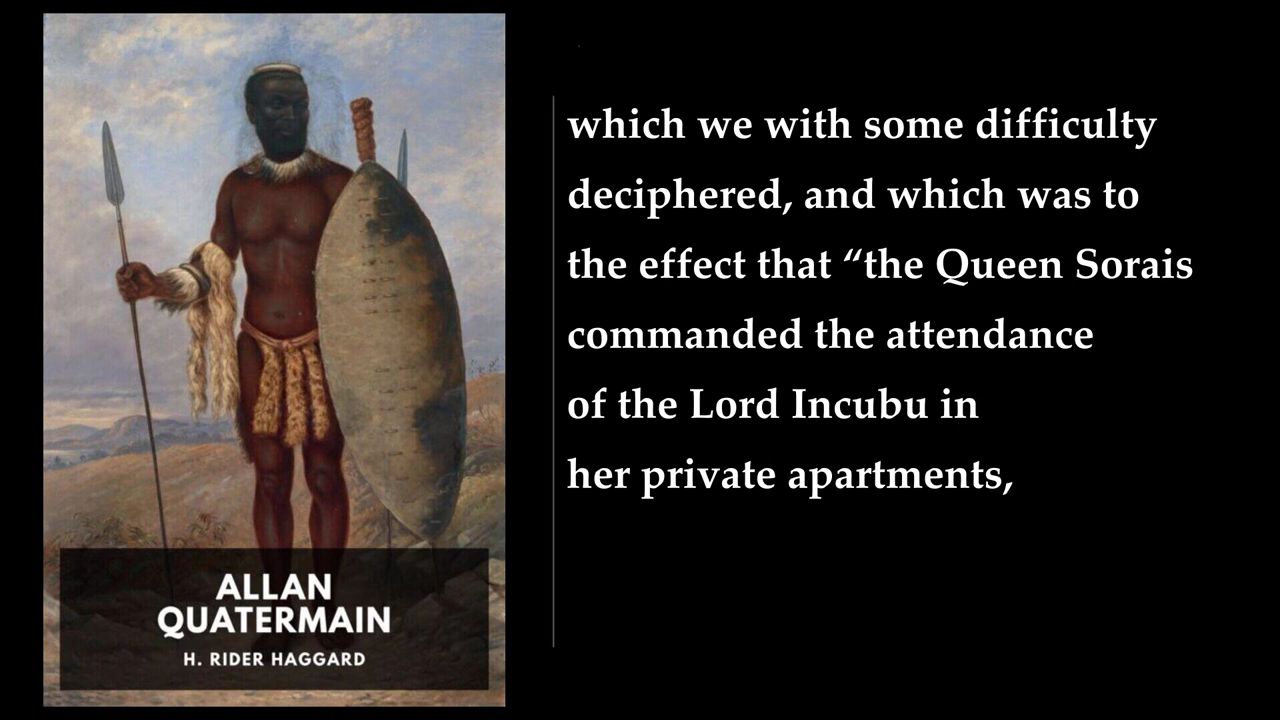 ALLAN
QUATERMAIN
H. RIDER HAGGARD
which we with some difficulty
deciphered, and which was to
the effect that “the Queen Sorais
commanded the attendance
of the Lord Incubu in
her private apartments,